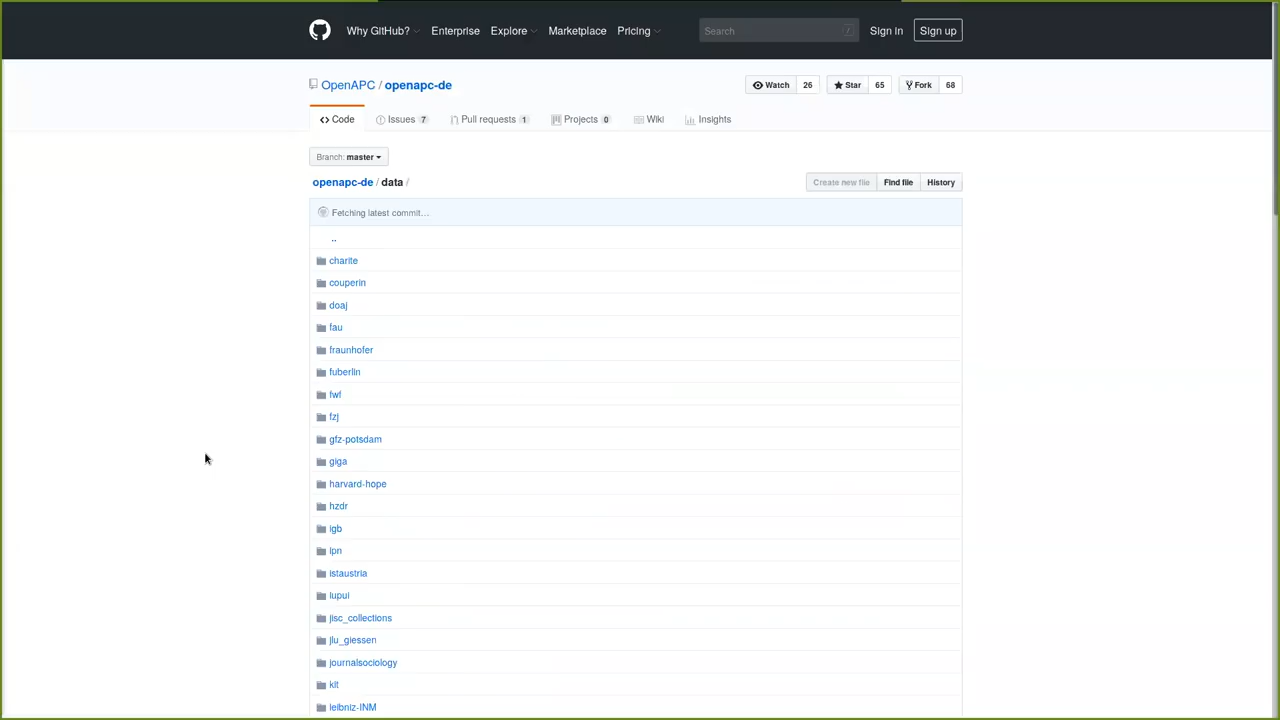 Why GitHub? Enterprise Explore Marketplace Pricing Search / Sign in Sign up
OpenAPC / openapc-de Watch 26 Star 65 Fork 68
Code Issues 7 Pull requests 1 Projects 0 Wiki Insights
Branch: master
openapc-de / data / Create new file Find file History
Fetching latest commit…
..
charite
couperin
doaj
fau
fraunhofer
fuberlin
fwf
fzj
gfz-potsdam
giga
harvard-hope
hzdr
igb
ipn
istaustria
iupui
jisc_collections
jlu_giessen
journalsociology
kit
leibniz-INM